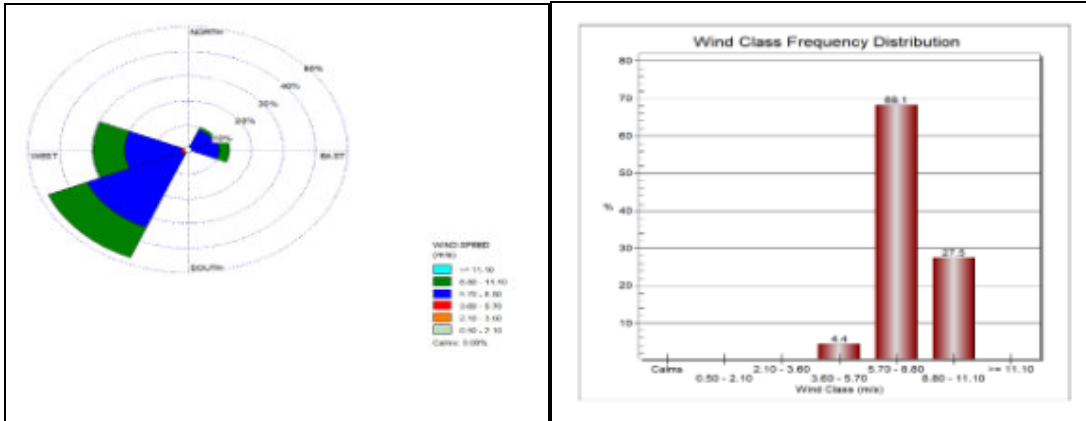 NORTH
50%
40%
30%
20%
10%
WEST
EAST
SOUTH
WIND SPEED
(m/s)
>= 11.10
8.80 - 11.10
5.70 - 8.80
3.60 - 5.70
2.10 - 3.60
0.50 - 2.10
Calms: 0.00%
Wind Class Frequency Distribution
80
70
60
50
40
30
20
10
%
68.1
27.5
4.4
Calms
0.50 - 2.10
2.10 - 3.60
3.60 - 5.70
5.70 - 8.80
8.80 - 11.10
>= 11.10
Wind Class (m/s)